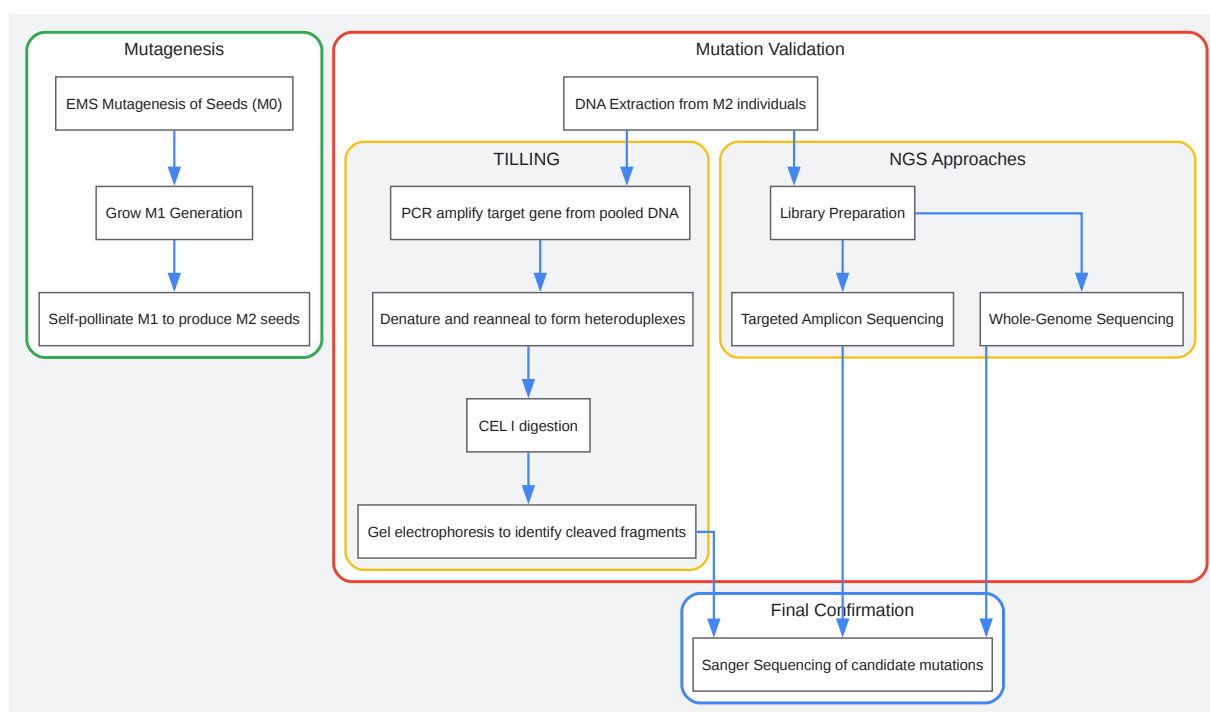 Mutagenesis
EMS Mutagenesis of Seeds (M0)
Grow M1 Generation
Self-pollinate M1 to produce M2 seeds
Mutation Validation
DNA Extraction from M2 individuals
TILLING
PCR amplify target gene from pooled DNA
Denature and reanneal to form heteroduplexes
CEL I digestion
Gel electrophoresis to identify cleaved fragments
NGS Approaches
Library Preparation
Targeted Amplicon Sequencing
Whole-Genome Sequencing
Final Confirmation
Sanger Sequencing of candidate mutations